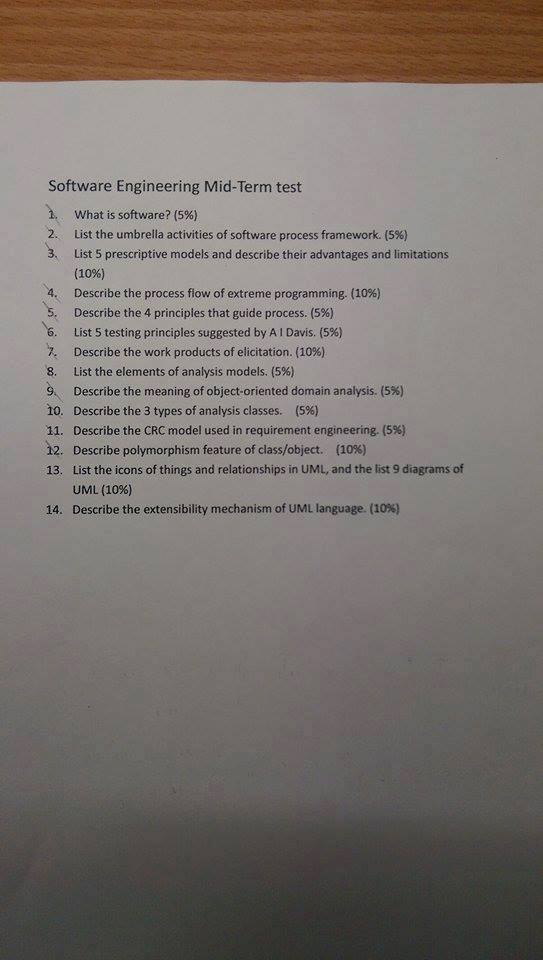 Software Engineering Mid-Term test
1. What is software? (5%)
2. List the umbrella activities of software process framework. (5%)
3. List 5 prescriptive models and describe their advantages and limitations
(10%)
4. Describe the process flow of extreme programming. (10%)
5. Describe the 4 principles that guide process. (5%)
6. List 5 testing principles suggested by A I Davis. (5%)
7. Describe the work products of elicitation. (10%)
8. List the elements of analysis models. (5%)
9. Describe the meaning of object-oriented domain analysis. (5%)
10. Describe the 3 types of analysis classes. (5%)
11. Describe the CRC model used in requirement engineering. (5%)
12. Describe polymorphism feature of class/object. (10%)
13. List the icons of things and relationships in UML, and the list 9 diagrams of
UML (10%)
14. Describe the extensibility mechanism of UML language. (10%)